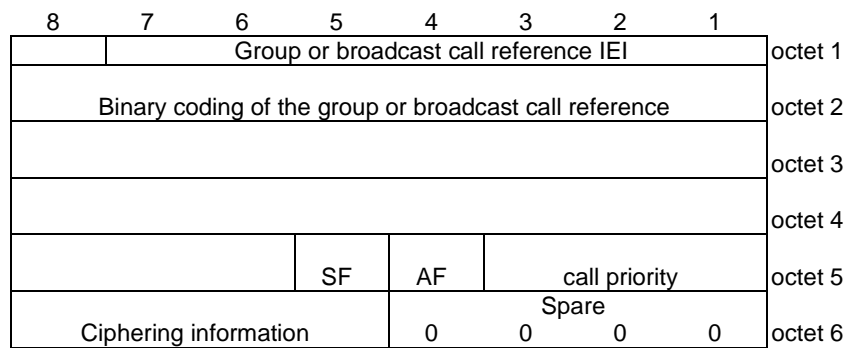 8 7 6 5 4 3 2 1
Group or broadcast call reference IEI octet 1
Binary coding of the group or broadcast call reference octet 2
octet 3
octet 4
SF AF call priority octet 5
Spare
Ciphering information 0 0 0 0 octet 6